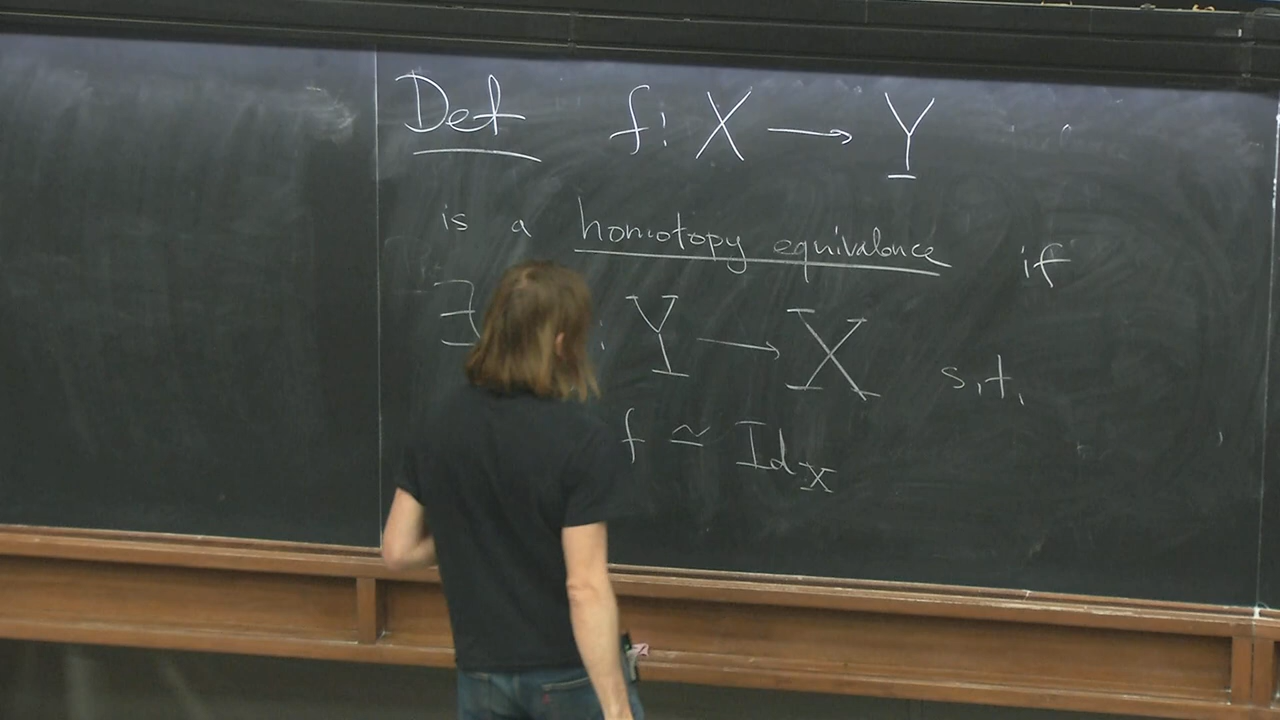 Def f: X → Y
is a homotopy equivalence if
∃ : Y → X s.t.
f ≃ Id_X